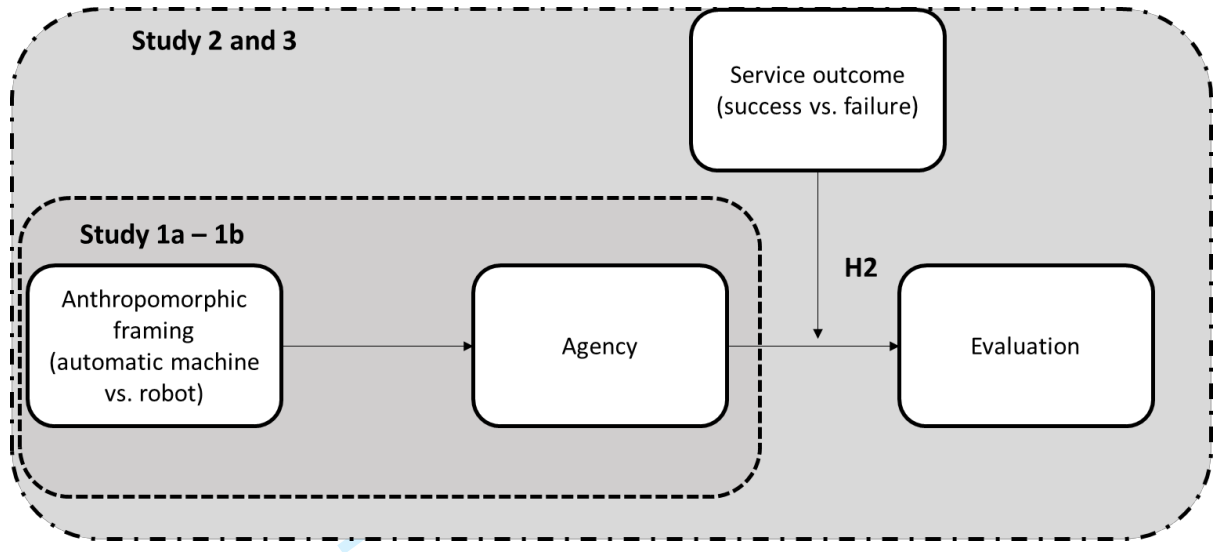 Study 2 and 3
Service outcome
(success vs. failure)
Study 1a – 1b
Anthropomorphic
framing
(automatic machine
vs. robot)
Agency
H2
Evaluation